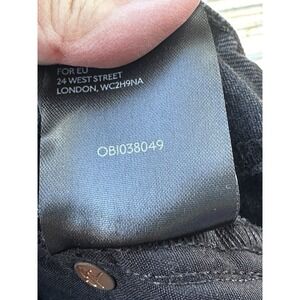 FOR EU
24 WEST STREET
LONDON, WC2H9NA
OBI038049